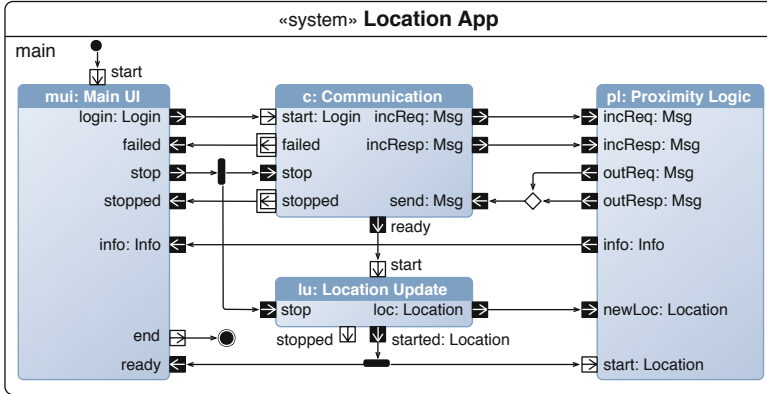 «system» Location App
main
start
mui: Main UI
c: Communication
pl: Proximity Logic
login: Login
start: Login
incReq: Msg
incReq: Msg
failed
failed
incResp: Msg
incResp: Msg
stop
stop
outReq: Msg
stopped
stopped
send: Msg
outResp: Msg
ready
info: Info
info: Info
start
lu: Location Update
stop
loc: Location
newLoc: Location
end
stopped
started: Location
ready
start: Location